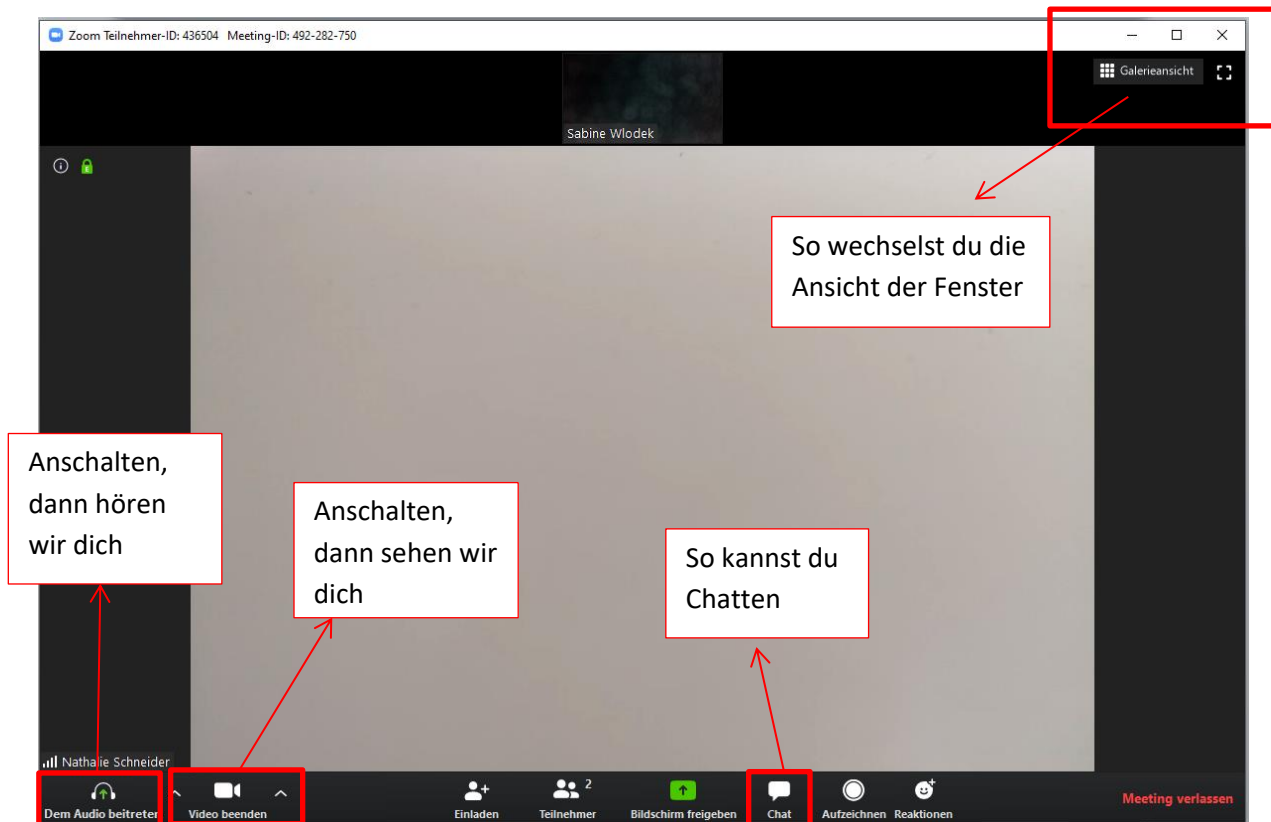 Zoom Teilnehmer-ID: 436504 Meeting-ID: 492-282-750
Galerieansicht
Sabine Wlodek
So wechselst du die
Ansicht der Fenster
Anschalten,
dann hören
wir dich
Anschalten,
dann sehen wir
dich
So kannst du
Chatten
Nathalie Schneider
Dem Audio beitreten
Video beenden
Einladen
Teilnehmer
2
Bildschirm freigeben
Chat
Aufzeichnen
Reaktionen
Meeting verlassen